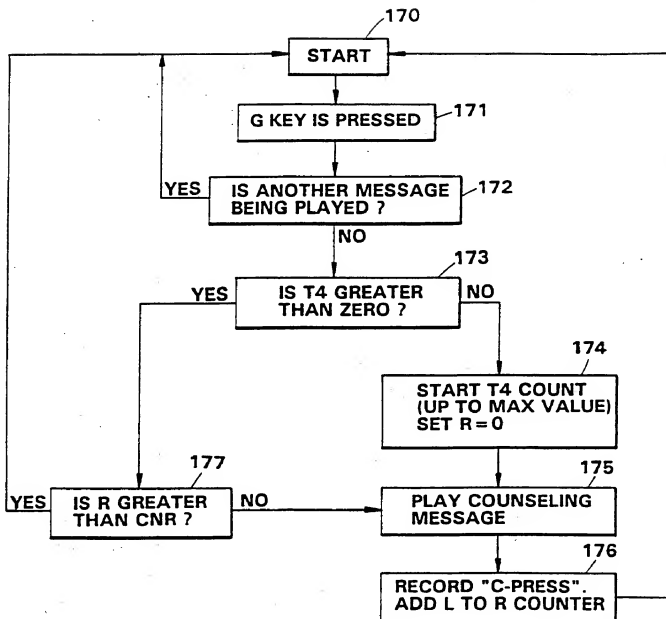 170
START
171
G KEY IS PRESSED
172
YES
IS ANOTHER MESSAGE
BEING PLAYED ?
NO
173
YES
IS T4 GREATER
THAN ZERO ?
NO
174
START T4 COUNT
(UP TO MAX VALUE)
SET R=0
177
175
YES
IS R GREATER
THAN CNR ?
NO
PLAY COUNSELING
MESSAGE
176
RECORD "C-PRESS".
ADD L TO R COUNTER